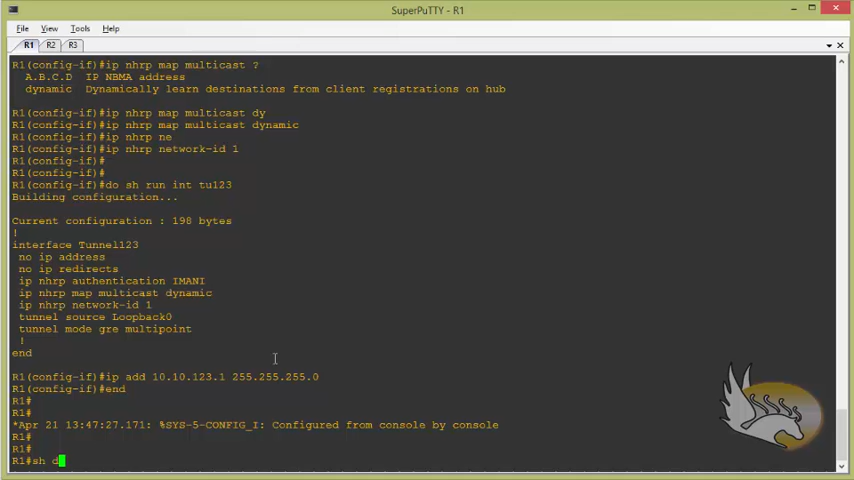 SuperPuTTY - R1
File View Tools Help
R1 R2 R3
R1(config-if)#ip nhrp map multicast ?
  A.B.C.D  IP NBMA address
  dynamic  Dynamically learn destinations from client registrations on hub
R1(config-if)#ip nhrp map multicast dy
R1(config-if)#ip nhrp map multicast dynamic
R1(config-if)#ip nhrp ne
R1(config-if)#ip nhrp network-id 1
R1(config-if)#
R1(config-if)#
R1(config-if)#do sh run int tu123
Building configuration...
Current configuration : 198 bytes
!
interface Tunnel123
 no ip address
 no ip redirects
 ip nhrp authentication IMANI
 ip nhrp map multicast dynamic
 ip nhrp network-id 1
 tunnel source Loopback0
 tunnel mode gre multipoint
 !
end
R1(config-if)#ip add 10.10.123.1 255.255.255.0
R1(config-if)#end
R1#
R1#
*Apr 21 13:47:27.171: %SYS-5-CONFIG_I: Configured from console by console
R1#
R1#
R1#sh d